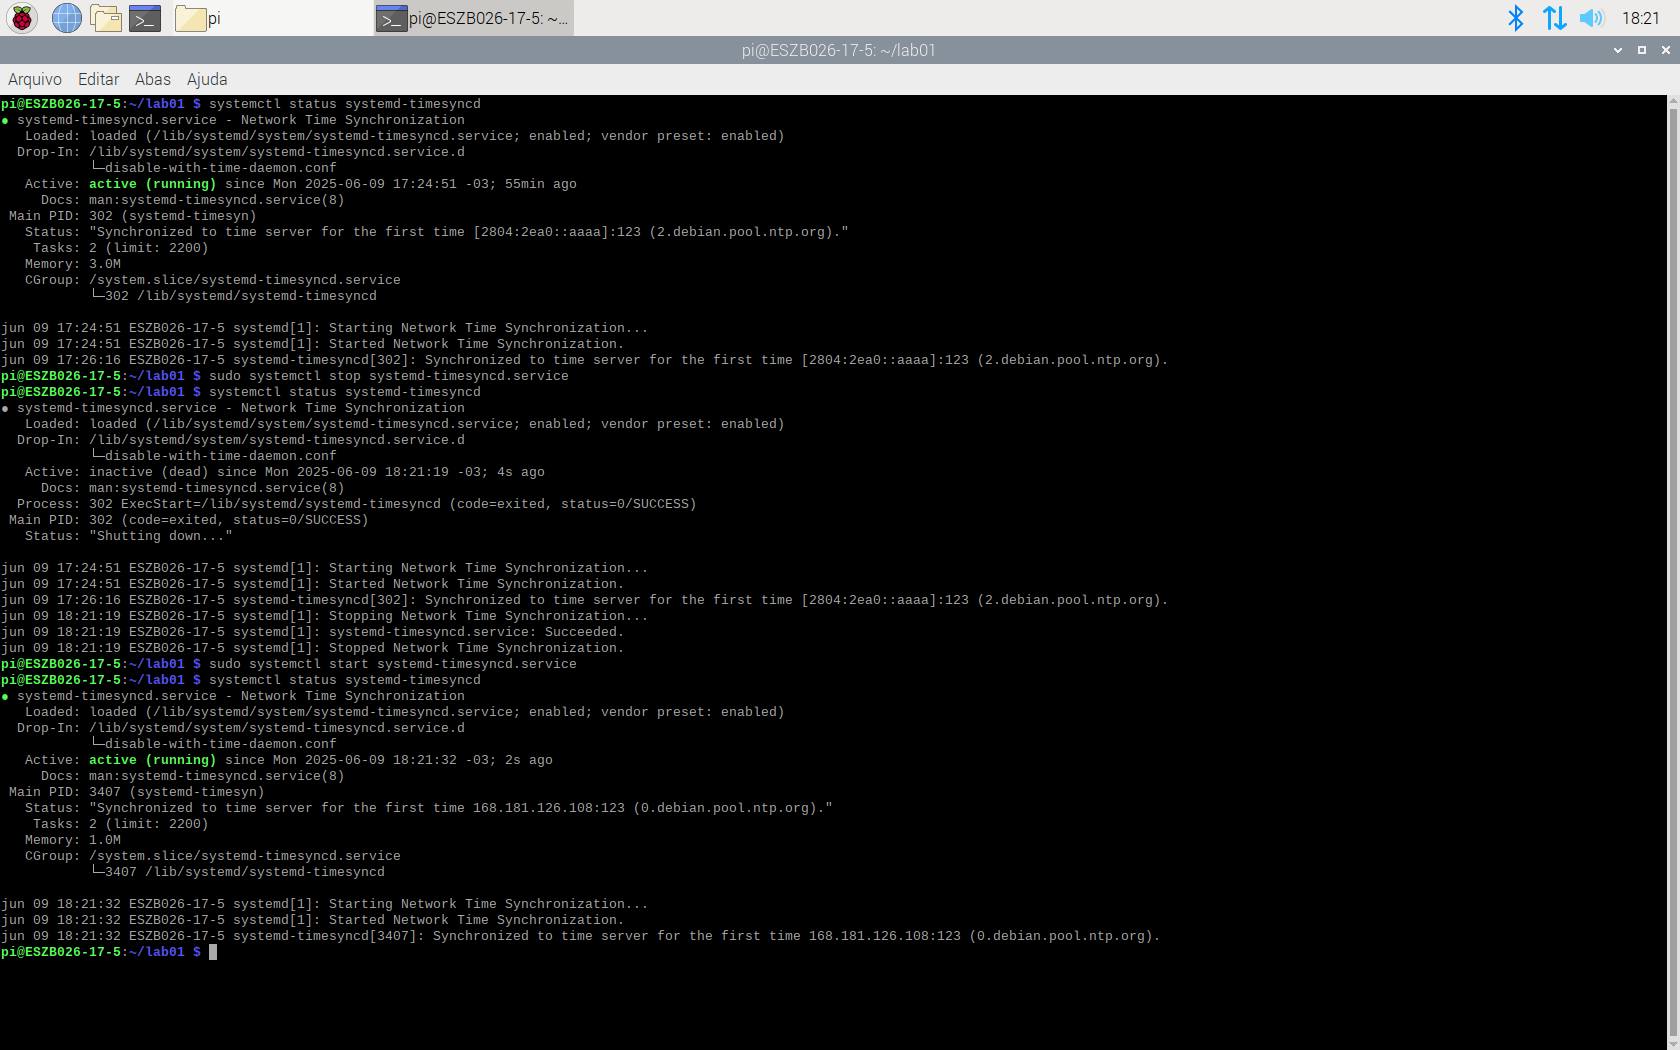 pi
pi@ESZB026-17-5: ~...
18:21
pi@ESZB026-17-5: ~/lab01
Arquivo Editar Abas Ajuda
pi@ESZB026-17-5:~/lab01 $ systemctl status systemd-timesyncd
● systemd-timesyncd.service - Network Time Synchronization
Loaded: loaded (/lib/systemd/system/systemd-timesyncd.service; enabled; vendor preset: enabled)
Drop-In: /lib/systemd/system/systemd-timesyncd.service.d
└─disable-with-time-daemon.conf
Active: active (running) since Mon 2025-06-09 17:24:51 -03; 55min ago
Docs: man:systemd-timesyncd.service(8)
Main PID: 302 (systemd-timesyn)
Status: "Synchronized to time server for the first time [2804:2ea0::aaaa]:123 (2.debian.pool.ntp.org)."
Tasks: 2 (limit: 2200)
Memory: 3.0M
CGroup: /system.slice/systemd-timesyncd.service
└─302 /lib/systemd/systemd-timesyncd
jun 09 17:24:51 ESZB026-17-5 systemd[1]: Starting Network Time Synchronization...
jun 09 17:24:51 ESZB026-17-5 systemd[1]: Started Network Time Synchronization.
jun 09 17:26:16 ESZB026-17-5 systemd-timesyncd[302]: Synchronized to time server for the first time [2804:2ea0::aaaa]:123 (2.debian.pool.ntp.org).
pi@ESZB026-17-5:~/lab01 $ sudo systemctl stop systemd-timesyncd.service
pi@ESZB026-17-5:~/lab01 $ systemctl status systemd-timesyncd
● systemd-timesyncd.service - Network Time Synchronization
Loaded: loaded (/lib/systemd/system/systemd-timesyncd.service; enabled; vendor preset: enabled)
Drop-In: /lib/systemd/system/systemd-timesyncd.service.d
└─disable-with-time-daemon.conf
Active: inactive (dead) since Mon 2025-06-09 18:21:19 -03; 4s ago
Docs: man:systemd-timesyncd.service(8)
Process: 302 ExecStart=/lib/systemd/systemd-timesyncd (code=exited, status=0/SUCCESS)
Main PID: 302 (code=exited, status=0/SUCCESS)
Status: "Shutting down..."
jun 09 17:24:51 ESZB026-17-5 systemd[1]: Starting Network Time Synchronization...
jun 09 17:24:51 ESZB026-17-5 systemd[1]: Started Network Time Synchronization.
jun 09 17:26:16 ESZB026-17-5 systemd-timesyncd[302]: Synchronized to time server for the first time [2804:2ea0::aaaa]:123 (2.debian.pool.ntp.org).
jun 09 18:21:19 ESZB026-17-5 systemd[1]: Stopping Network Time Synchronization...
jun 09 18:21:19 ESZB026-17-5 systemd[1]: systemd-timesyncd.service: Succeeded.
jun 09 18:21:19 ESZB026-17-5 systemd[1]: Stopped Network Time Synchronization.
pi@ESZB026-17-5:~/lab01 $ sudo systemctl start systemd-timesyncd.service
pi@ESZB026-17-5:~/lab01 $ systemctl status systemd-timesyncd
● systemd-timesyncd.service - Network Time Synchronization
Loaded: loaded (/lib/systemd/system/systemd-timesyncd.service; enabled; vendor preset: enabled)
Drop-In: /lib/systemd/system/systemd-timesyncd.service.d
└─disable-with-time-daemon.conf
Active: active (running) since Mon 2025-06-09 18:21:32 -03; 2s ago
Docs: man:systemd-timesyncd.service(8)
Main PID: 3407 (systemd-timesyn)
Status: "Synchronized to time server for the first time 168.181.126.108:123 (0.debian.pool.ntp.org)."
Tasks: 2 (limit: 2200)
Memory: 1.0M
CGroup: /system.slice/systemd-timesyncd.service
└─3407 /lib/systemd/systemd-timesyncd
jun 09 18:21:32 ESZB026-17-5 systemd[1]: Starting Network Time Synchronization...
jun 09 18:21:32 ESZB026-17-5 systemd[1]: Started Network Time Synchronization.
jun 09 18:21:32 ESZB026-17-5 systemd-timesyncd[3407]: Synchronized to time server for the first time 168.181.126.108:123 (0.debian.pool.ntp.org).
pi@ESZB026-17-5:~/lab01 $